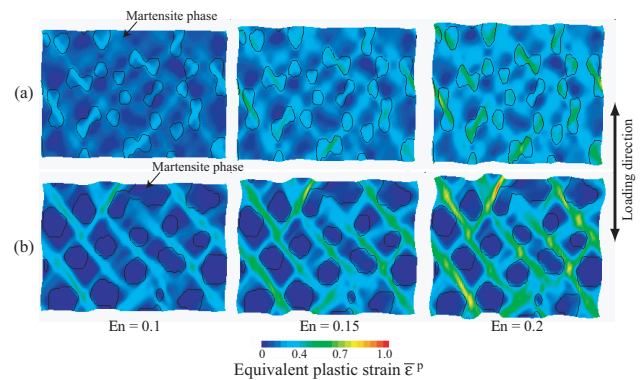 Martensite phase
(a)
Martensite phase
(b)
Loading direction
En = 0.1
En = 0.15
En = 0.2
0 0.4 0.7 1.0
Equivalent plastic strain ε̅ᵖ